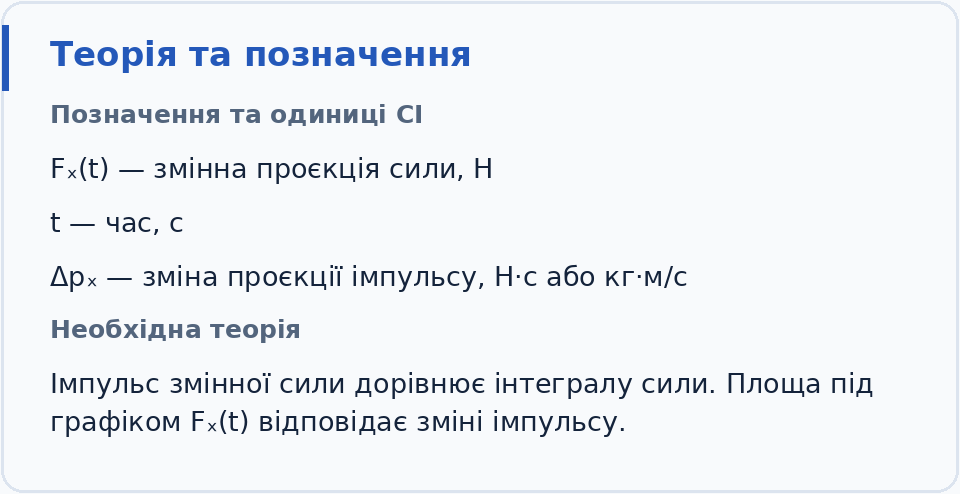 Теорія та позначення
Позначення та одиниці СІ
Fₓ(t) — змінна проєкція сили, Н
t — час, с
Δpₓ — зміна проєкції імпульсу, Н·с або кг·м/с
Необхідна теорія
Імпульс змінної сили дорівнює інтегралу сили. Площа під
графіком Fₓ(t) відповідає зміні імпульсу.